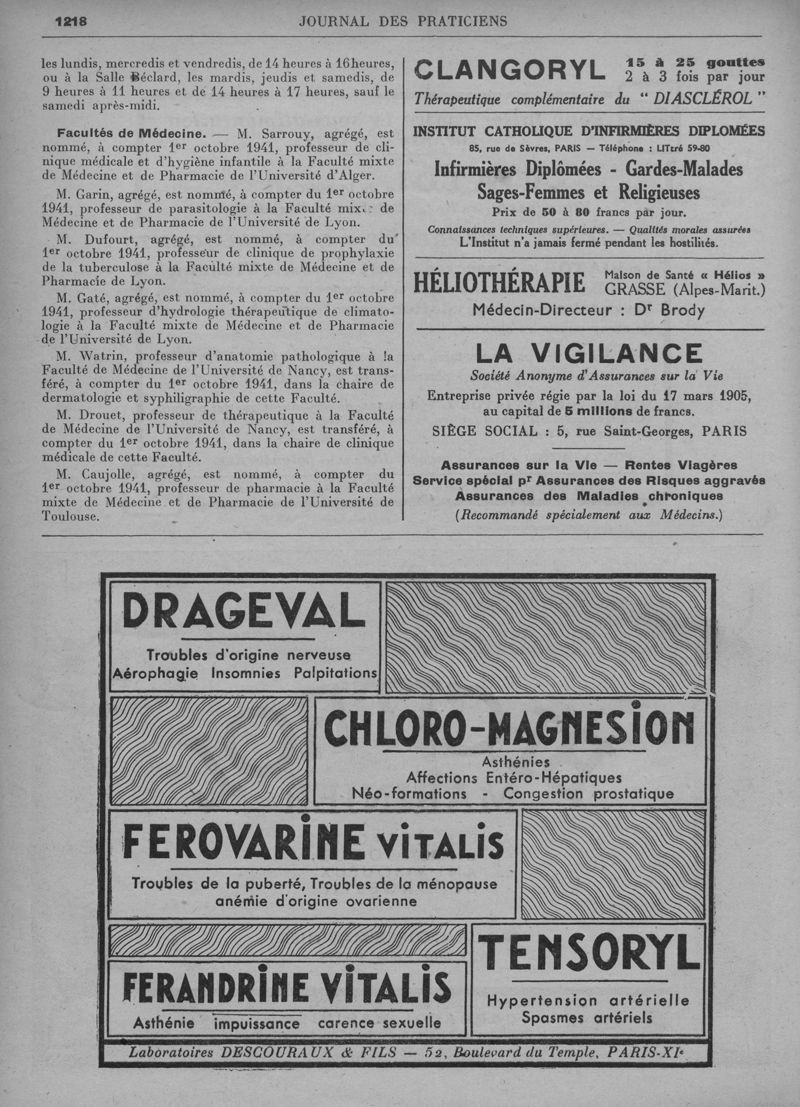 1218
JOURNAL DES PRATICIENS
les lundis, mercredis et vendredis, de 14 heures à 16 heures,
ou à la Salle Béclard, les mardis, jeudis et samedis, de
9 heures à 11 heures et de 14 heures à 17 heures, sauf le
samedi après-midi.
Facultés de Médecine. — M. Sarrouy, agrégé, est
nommé, à compter 1er octobre 1941, professeur de cli-
nique médicale et d'hygiène infantile à la Faculté mixte
de Médecine et de Pharmacie de l'Université d'Alger.
M. Garin, agrégé, est nommé, à compter du 1er octobre
1941, professeur de parasitologie à la Faculté mixte de
Médecine et de Pharmacie de l'Université de Lyon.
M. Dufourt, agrégé, est nommé, à compter du
1er octobre 1941, professeur de clinique de prophylaxie
de la tuberculose à la Faculté mixte de Médecine et de
Pharmacie de Lyon.
M. Gaté, agrégé, est nommé, à compter du 1er octobre
1941, professeur d'hydrologie thérapeutique de climato-
logie à la Faculté mixte de Médecine et de Pharmacie
de l'Université de Lyon.
M. Watrin, professeur d'anatomie pathologique à la
Faculté de Médecine de l'Université de Nancy, est trans-
féré, à compter du 1er octobre 1941, dans la chaire de
dermatologie et syphiligraphie de cette Faculté.
M. Drouet, professeur de thérapeutique à la Faculté
de Médecine de l'Université de Nancy, est transféré, à
compter du 1er octobre 1941, dans la chaire de clinique
médicale de cette Faculté.
M. Caujolle, agrégé, est nommé, à compter du
1er octobre 1941, professeur de pharmacie à la Faculté
mixte de Médecine et de Pharmacie de l'Université de
Toulouse.
CLANGORYL 15 à 25 gouttes
2 à 3 fois par jour
Thérapeutique complémentaire du " DIASCLÉROL "
INSTITUT CATHOLIQUE D'INFIRMIÈRES DIPLOMÉES
85, rue de Sèvres, PARIS — Téléphone : LITtré 59-80
Infirmières Diplômées - Gardes-Malades
Sages-Femmes et Religieuses
Prix de 50 à 80 francs par jour.
Connaissances techniques supérieures. — Qualités morales assurées
L'Institut n'a jamais fermé pendant les hostilités.
HÉLIOTHÉRAPIE Maison de Santé « Hélios »
GRASSE (Alpes-Marit.)
Médecin-Directeur : Dr Brody
LA VIGILANCE
Société Anonyme d'Assurances sur la Vie
Entreprise privée régie par la loi du 17 mars 1905,
au capital de 5 millions de francs.
SIÈGE SOCIAL : 5, rue Saint-Georges, PARIS
Assurances sur la Vie — Rentes Viagères
Service spécial pr Assurances des Risques aggravés
Assurances des Maladies chroniques
(Recommandé spécialement aux Médecins.)
DRAGEVAL
Troubles d'origine nerveuse
Aérophagie Insomnies Palpitations
CHLORO-MAGNESION
Asthénies
Affections Entéro-Hépatiques
Néo-formations - Congestion prostatique
FEROVARINE VITALIS
Troubles de la puberté, Troubles de la ménopause
anémie d'origine ovarienne
FERANDRINE VITALIS
Asthénie impuissance carence sexuelle
TENSORYL
Hypertension artérielle
Spasmes artériels
Laboratoires DESCOURAUX & FILS — 52, Boulevard du Temple, PARIS-XIe